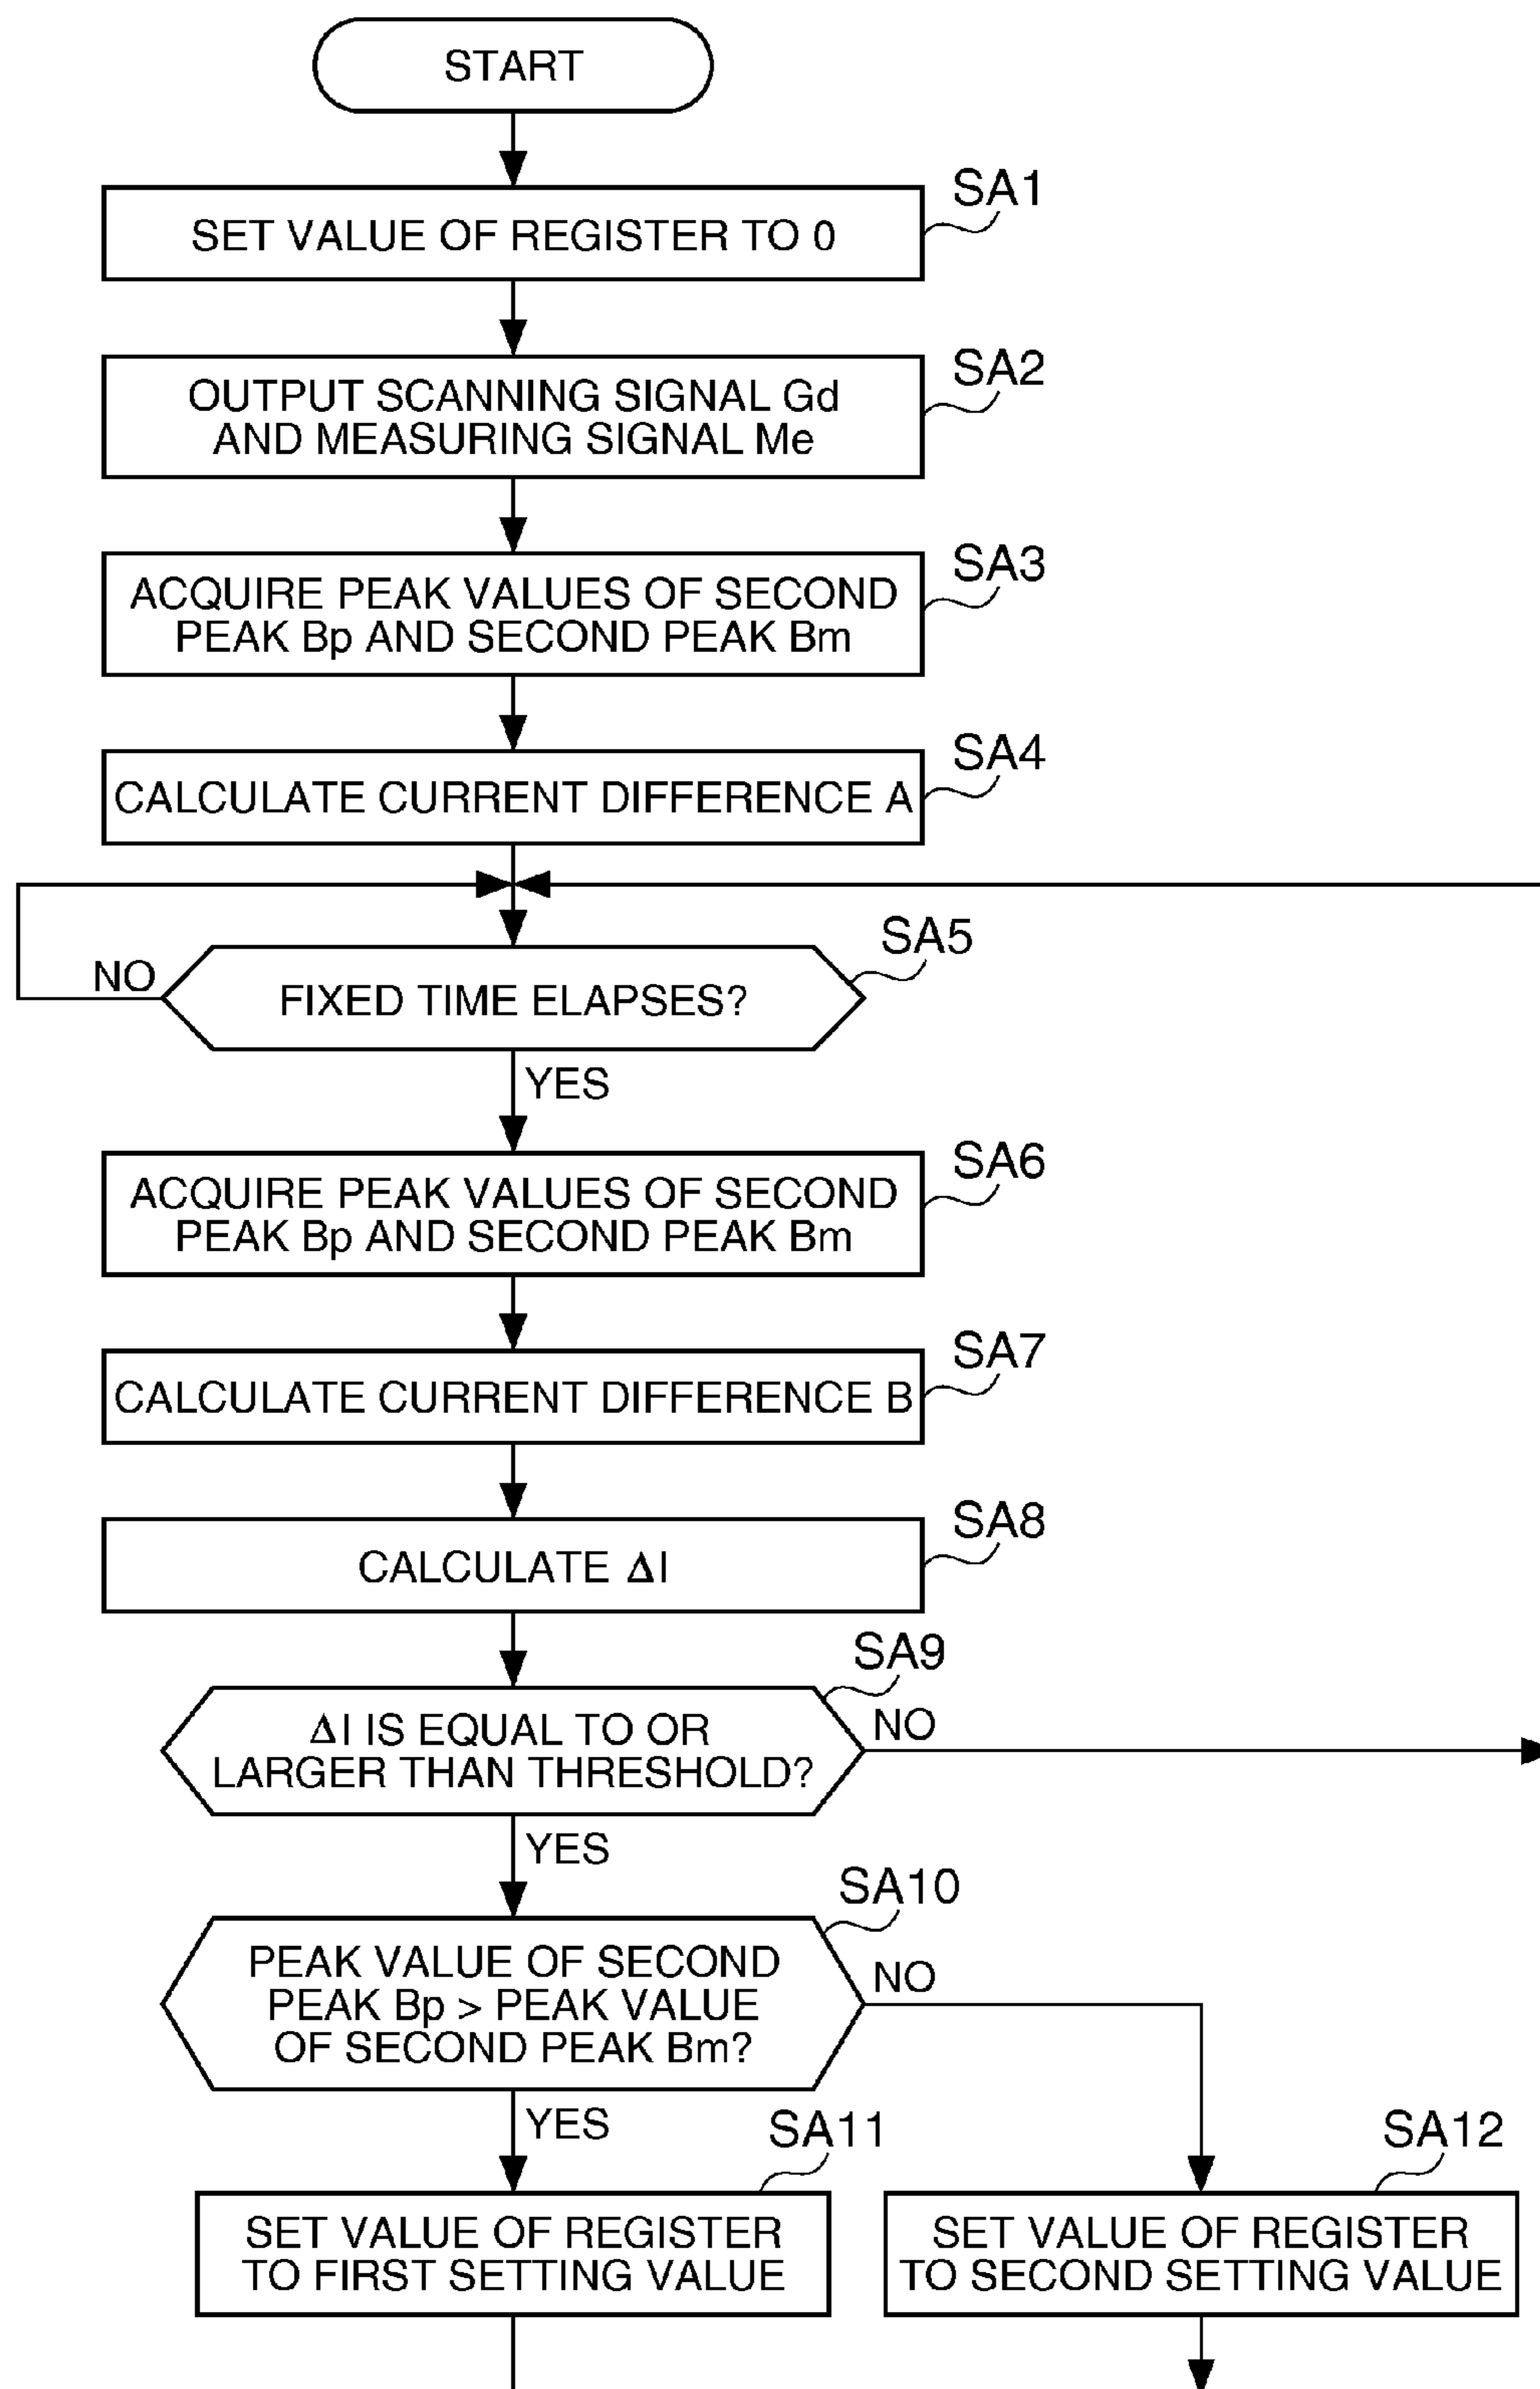 START
SA1
SET VALUE OF REGISTER TO 0
SA2
OUTPUT SCANNING SIGNAL Gd
AND MEASURING SIGNAL Me
SA3
ACQUIRE PEAK VALUES OF SECOND
PEAK Bp AND SECOND PEAK Bm
SA4
CALCULATE CURRENT DIFFERENCE A
SA5
NO
FIXED TIME ELAPSES?
YES
SA6
ACQUIRE PEAK VALUES OF SECOND
PEAK Bp AND SECOND PEAK Bm
SA7
CALCULATE CURRENT DIFFERENCE B
SA8
CALCULATE ΔI
SA9
NO
ΔI IS EQUAL TO OR
LARGER THAN THRESHOLD?
YES
SA10
NO
PEAK VALUE OF SECOND
PEAK Bp > PEAK VALUE
OF SECOND PEAK Bm?
YES
SA11
SA12
SET VALUE OF REGISTER
TO FIRST SETTING VALUE
SET VALUE OF REGISTER
TO SECOND SETTING VALUE